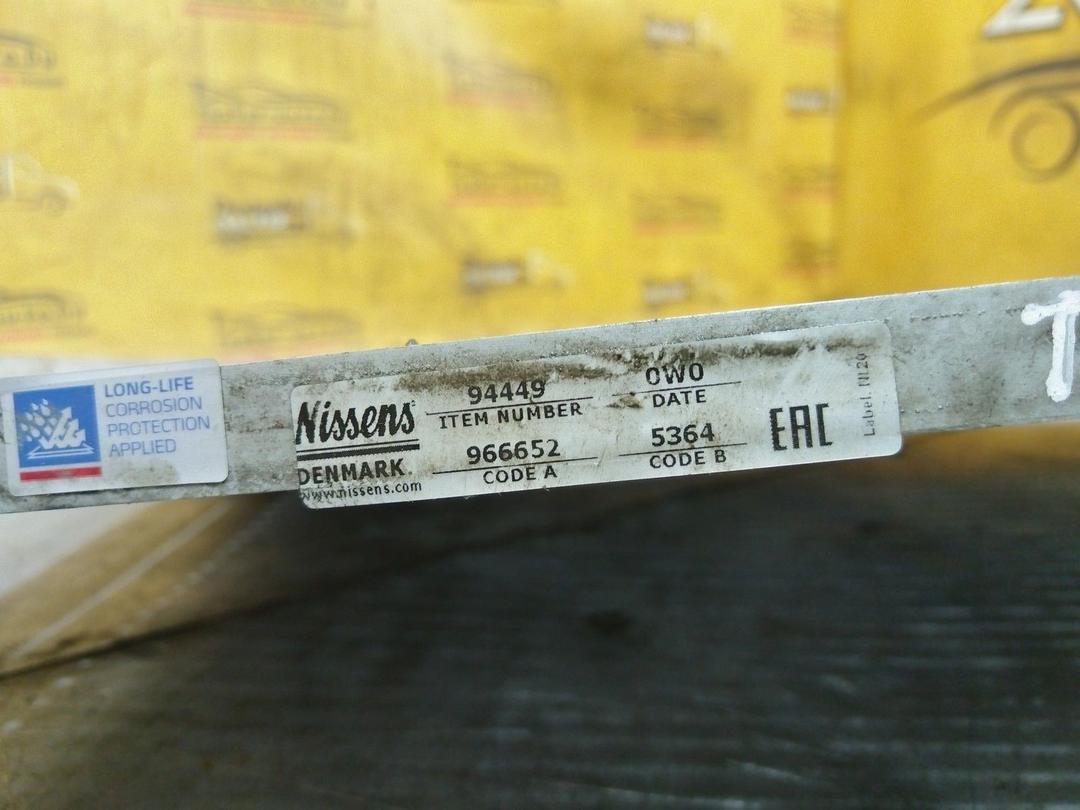 LONG-LIFE
CORROSION
PROTECTION
APPLIED
Nissens
DENMARK
www.nissens.com
94449
ITEM NUMBER
966652
CODE A
0W0
DATE
5364
CODE B
EAC
Label.
T